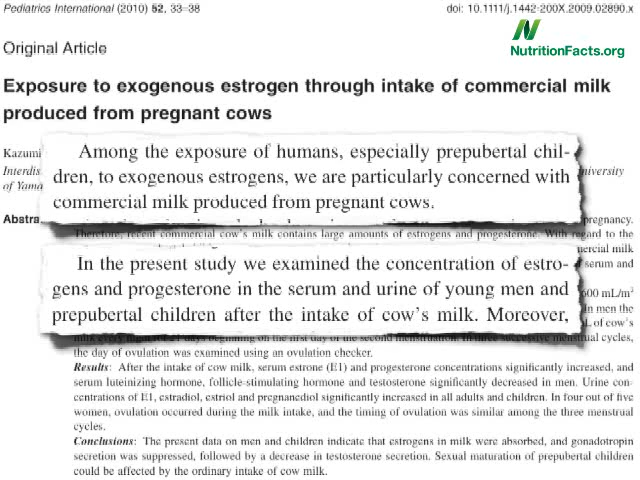 Pediatrics International (2010) 52, 33–38
doi: 10.1111/j.1442-200X.2009.02890.x
Original Article
NutritionFacts.org
Exposure to exogenous estrogen through intake of commercial milk
produced from pregnant cows
Kazumi
Among the exposure of humans, especially prepubertal chil-
dren, to exogenous estrogens, we are particularly concerned with
commercial milk produced from pregnant cows.
Interdis
niversity
of Yama
Abstra
pregnancy.
Therefore, recent commercial cow's milk contains large amounts of estrogens and progesterone. With regard to the
ercial milk
serum and
In the present study we examined the concentration of estro-
gens and progesterone in the serum and urine of young men and
prepubertal children after the intake of cow's milk. Moreover,
600 mL/m²
In men the
L of cow's
menstrual cycles,
the day of ovulation was examined using an ovulation checker.
Results: After the intake of cow milk, serum estrone (E1) and progesterone concentrations significantly increased, and
serum luteinizing hormone, follicle-stimulating hormone and testosterone significantly decreased in men. Urine con-
centrations of E1, estradiol, estriol and pregnanediol significantly increased in all adults and children. In four out of five
women, ovulation occurred during the milk intake, and the timing of ovulation was similar among the three menstrual
cycles.
Conclusions: The present data on men and children indicate that estrogens in milk were absorbed, and gonadotropin
secretion was suppressed, followed by a decrease in testosterone secretion. Sexual maturation of prepubertal children
could be affected by the ordinary intake of cow milk.